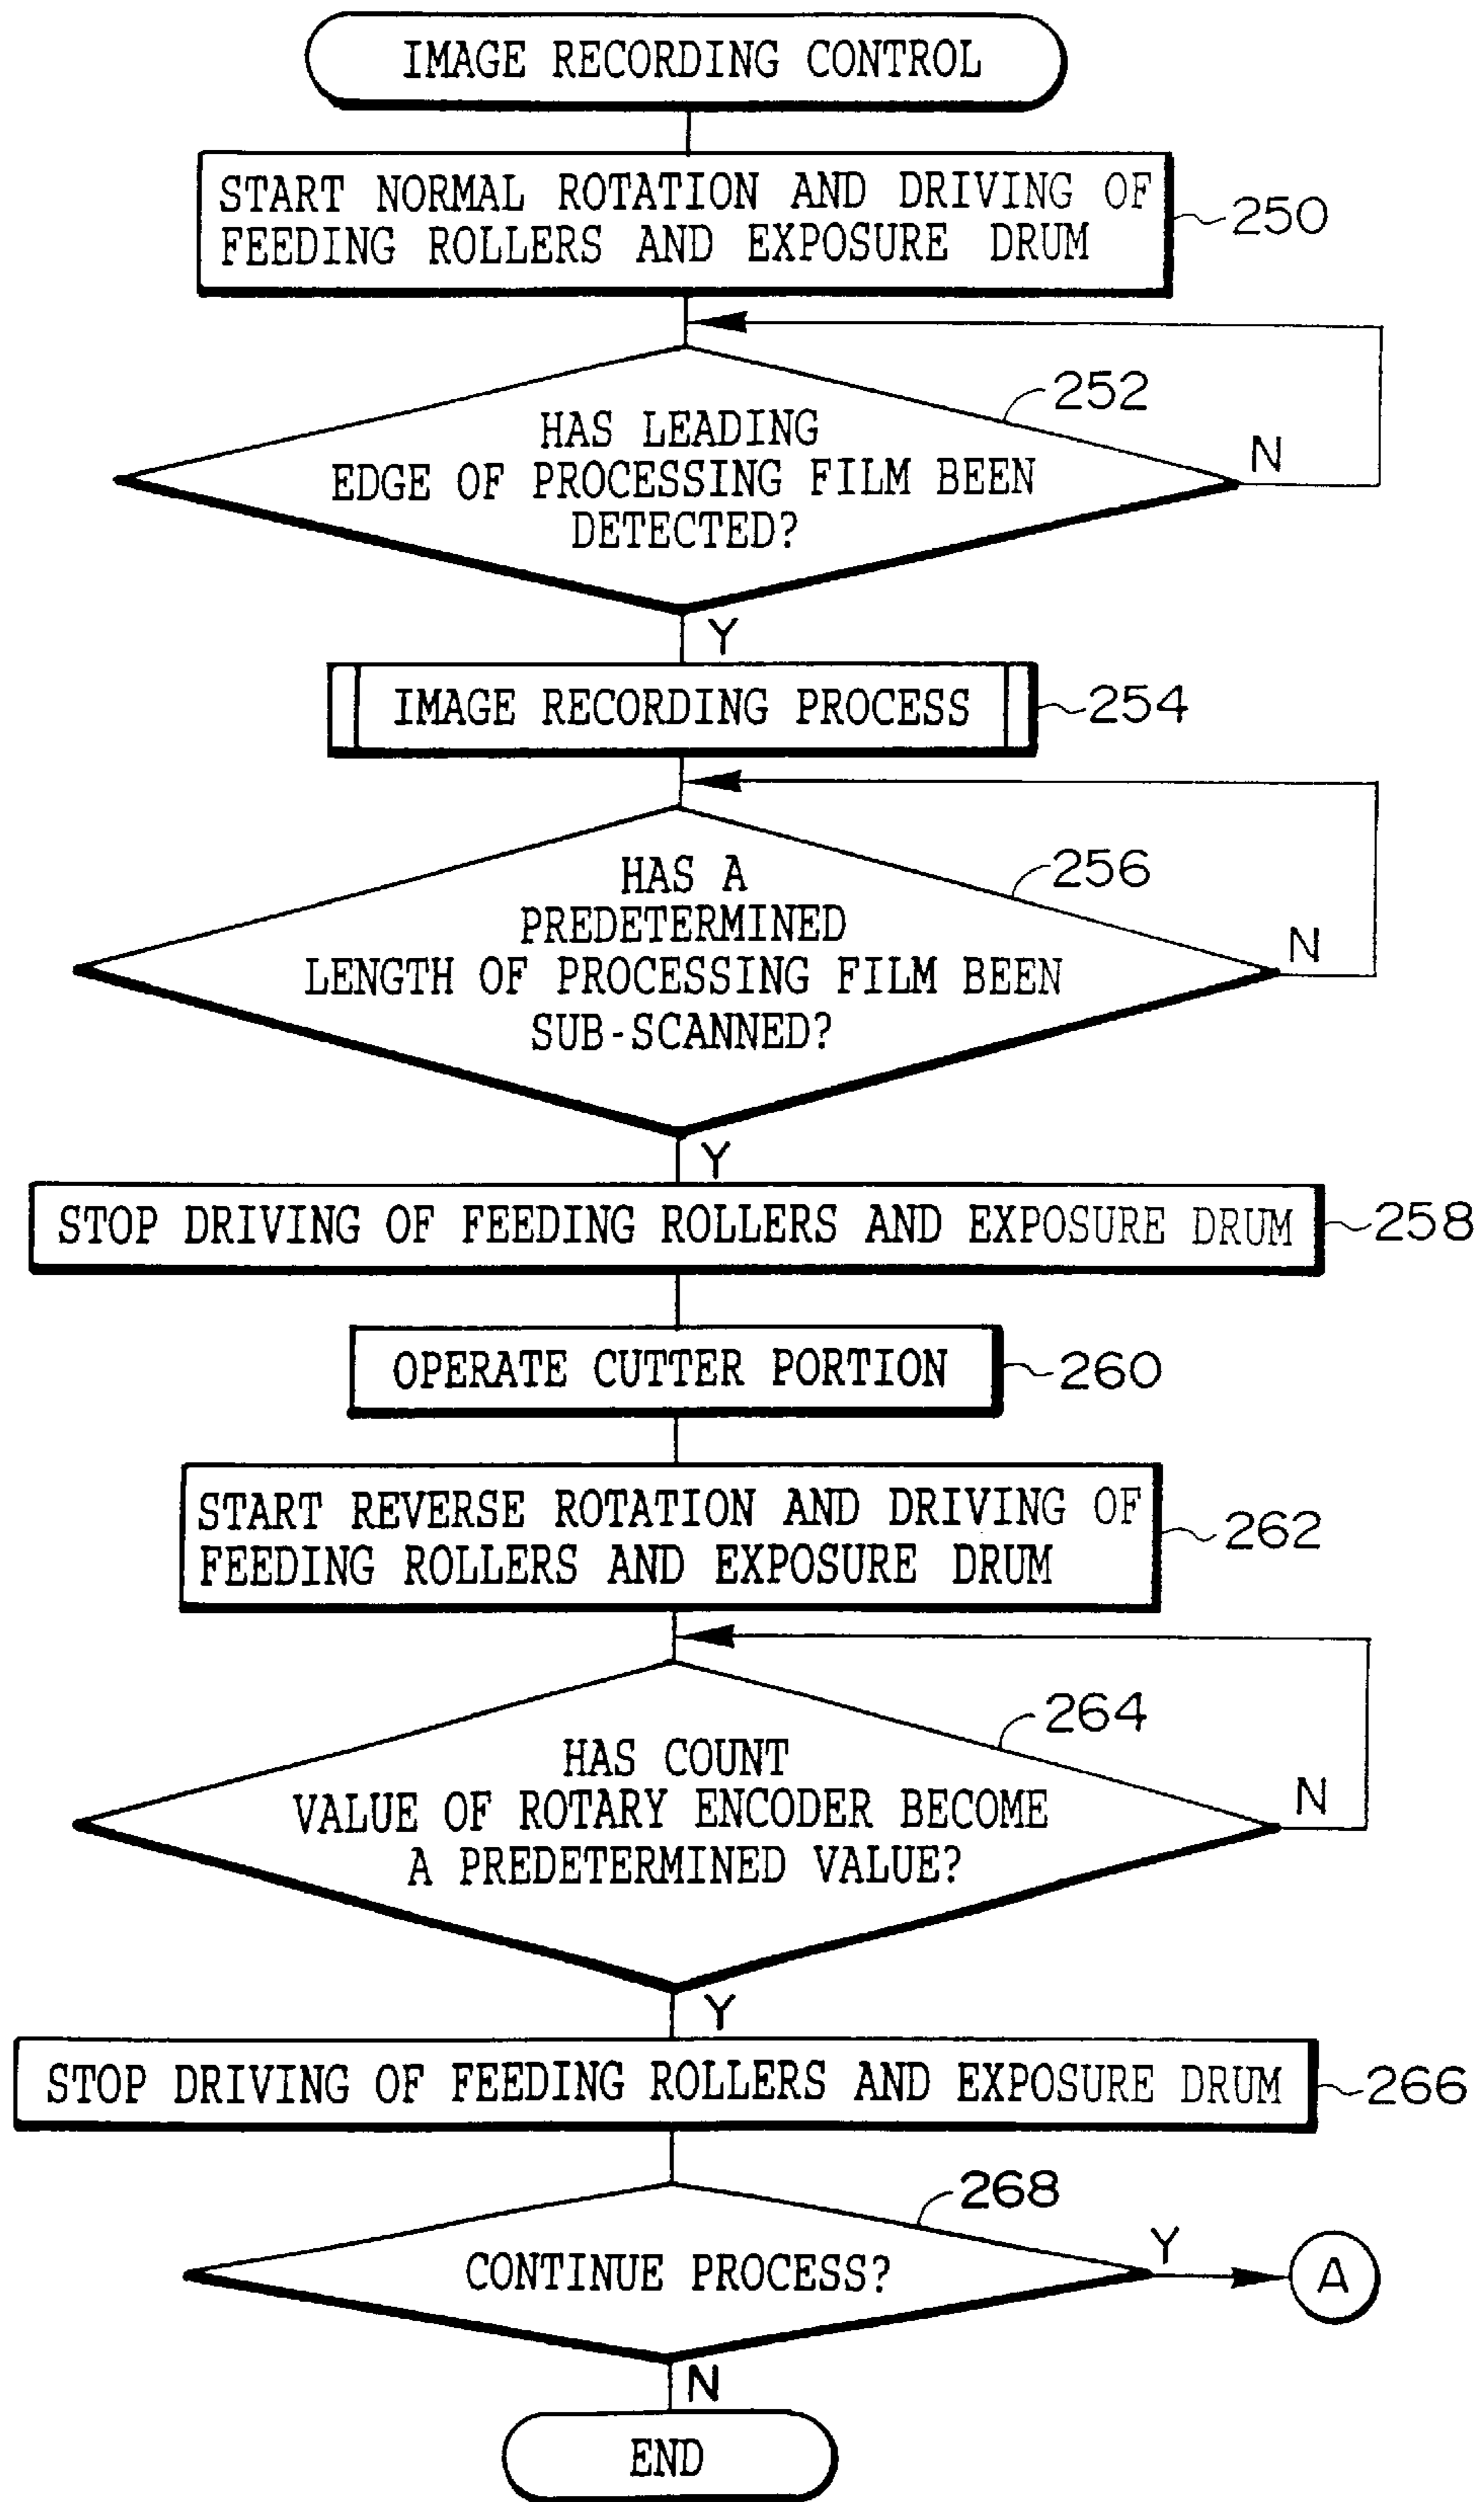 IMAGE RECORDING CONTROL
START NORMAL ROTATION AND DRIVING OF
FEEDING ROLLERS AND EXPOSURE DRUM
250
252
HAS LEADING
EDGE OF PROCESSING FILM BEEN
DETECTED?
N
Y
IMAGE RECORDING PROCESS
254
256
HAS A
PREDETERMINED
LENGTH OF PROCESSING FILM BEEN
SUB-SCANNED?
N
Y
STOP DRIVING OF FEEDING ROLLERS AND EXPOSURE DRUM
258
OPERATE CUTTER PORTION
260
START REVERSE ROTATION AND DRIVING OF
FEEDING ROLLERS AND EXPOSURE DRUM
262
264
HAS COUNT
VALUE OF ROTARY ENCODER BECOME
A PREDETERMINED VALUE?
N
Y
STOP DRIVING OF FEEDING ROLLERS AND EXPOSURE DRUM
266
268
CONTINUE PROCESS?
Y
A
N
END